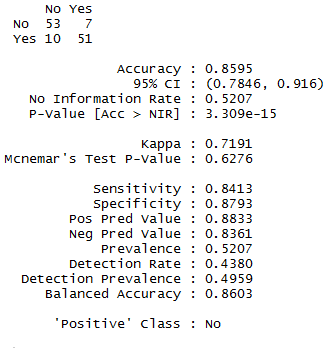 No Yes
No 53 7
Yes 10 51
Accuracy : 0.8595
95% CI : (0.7846, 0.916)
No Information Rate : 0.5207
P-Value [Acc > NIR] : 3.309e-15
Kappa : 0.7191
Mcnemar's Test P-Value : 0.6276
Sensitivity : 0.8413
Specificity : 0.8793
Pos Pred Value : 0.8833
Neg Pred Value : 0.8361
Prevalence : 0.5207
Detection Rate : 0.4380
Detection Prevalence : 0.4959
Balanced Accuracy : 0.8603
'Positive' Class : No